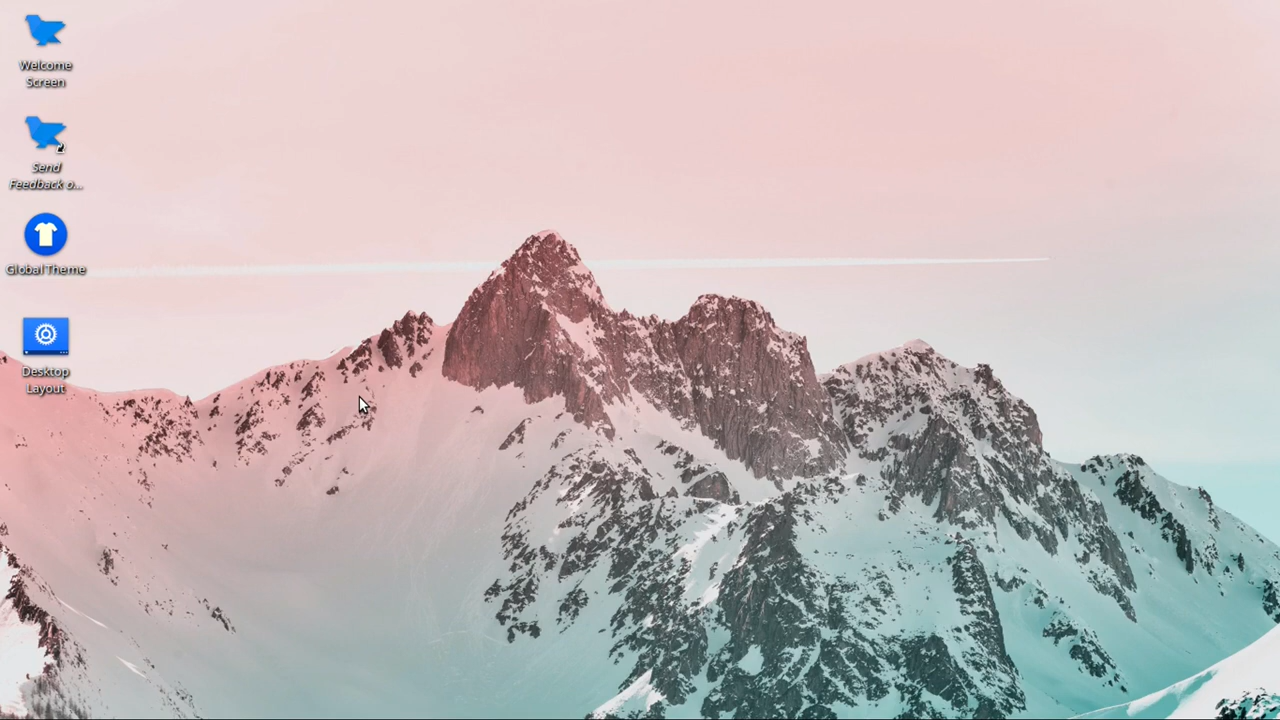 Welcome
Screen
Send
Feedback o...
Global Theme
Desktop
Layout